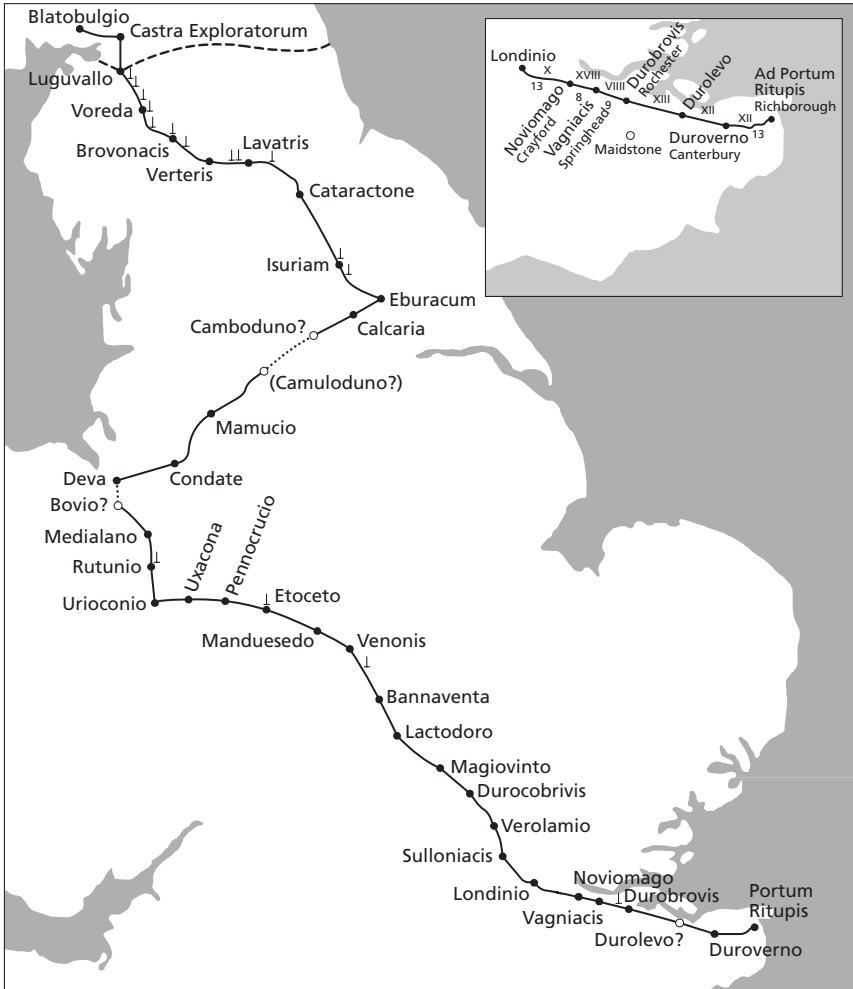 Blatobulgio
Castra Exploratorum
Luguvallo
Voreda
Brovonacis
Lavatris
Verteris
Cataractone
Isuriam
Eburacum
Camboduno?
Calcaria
(Camuloduno?)
Mamucio
Deva
Condate
Bovio?
Medialano
Rutunio
Urioconio
Uxacona
Pennocrucio
Etoceto
Manduesedo
Venonis
Bannaventa
Lactodoro
Magiovinto
Durocobrivis
Verolamio
Sulloniacis
Londinio
Noviomago
Vagniacis
Durobrovis
Durolevo?
Portum
Ritupis
Duroverno
Londinio
X
13
XVIII
8
VIIII
9
XIII
XII
XII
13
Noviomago
Crayford
Vagniacis
Springhead
Durobrovis
Rochester
Maidstone
Durolevo
Duroverno
Canterbury
Ad Portum
Ritupis
Richborough